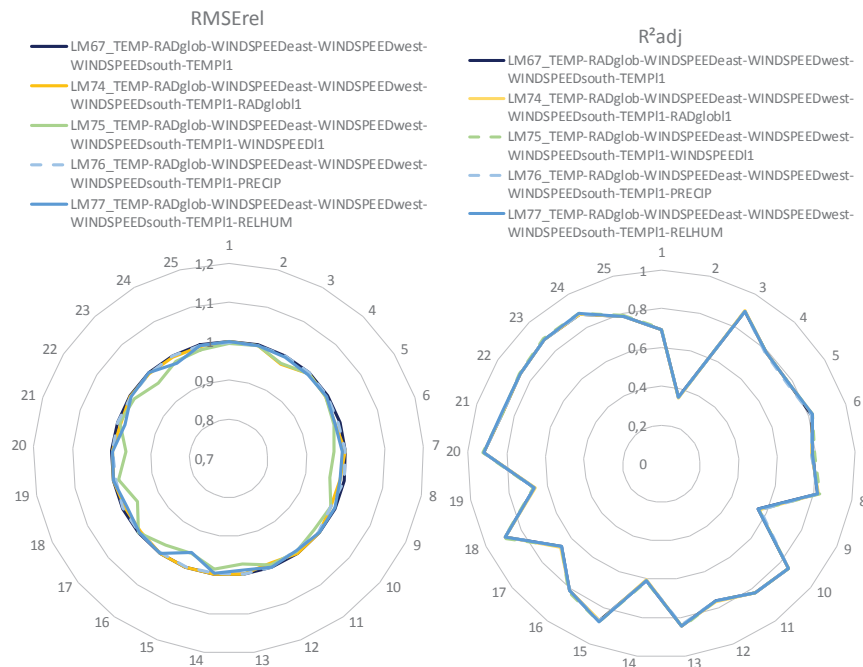 RMSErel
LM67_TEMP-RADglob-WINDSPEEDeast-WINDSPEEDwest-
WINDSPEEDsouth-TEMPl1
LM74_TEMP-RADglob-WINDSPEEDeast-WINDSPEEDwest-
WINDSPEEDsouth-TEMPl1-RADglobl1
LM75_TEMP-RADglob-WINDSPEEDeast-WINDSPEEDwest-
WINDSPEEDsouth-TEMPl1-WINDSPEEDl1
LM76_TEMP-RADglob-WINDSPEEDeast-WINDSPEEDwest-
WINDSPEEDsouth-TEMPl1-PRECIP
LM77_TEMP-RADglob-WINDSPEEDeast-WINDSPEEDwest-
WINDSPEEDsouth-TEMPl1-RELHUM
1
2
3
4
5
6
7
8
9
10
11
12
13
14
15
16
17
18
19
20
21
22
23
24
25
1,2
1,1
1
0,9
0,8
0,7
R²adj
LM67_TEMP-RADglob-WINDSPEEDeast-WINDSPEEDwest-
WINDSPEEDsouth-TEMPl1
LM74_TEMP-RADglob-WINDSPEEDeast-WINDSPEEDwest-
WINDSPEEDsouth-TEMPl1-RADglobl1
LM75_TEMP-RADglob-WINDSPEEDeast-WINDSPEEDwest-
WINDSPEEDsouth-TEMPl1-WINDSPEEDl1
LM76_TEMP-RADglob-WINDSPEEDeast-WINDSPEEDwest-
WINDSPEEDsouth-TEMPl1-PRECIP
LM77_TEMP-RADglob-WINDSPEEDeast-WINDSPEEDwest-
WINDSPEEDsouth-TEMPl1-RELHUM
1
2
3
4
5
6
7
8
9
10
11
12
13
14
15
16
17
18
19
20
21
22
23
24
25
1
0,8
0,6
0,4
0,2
0